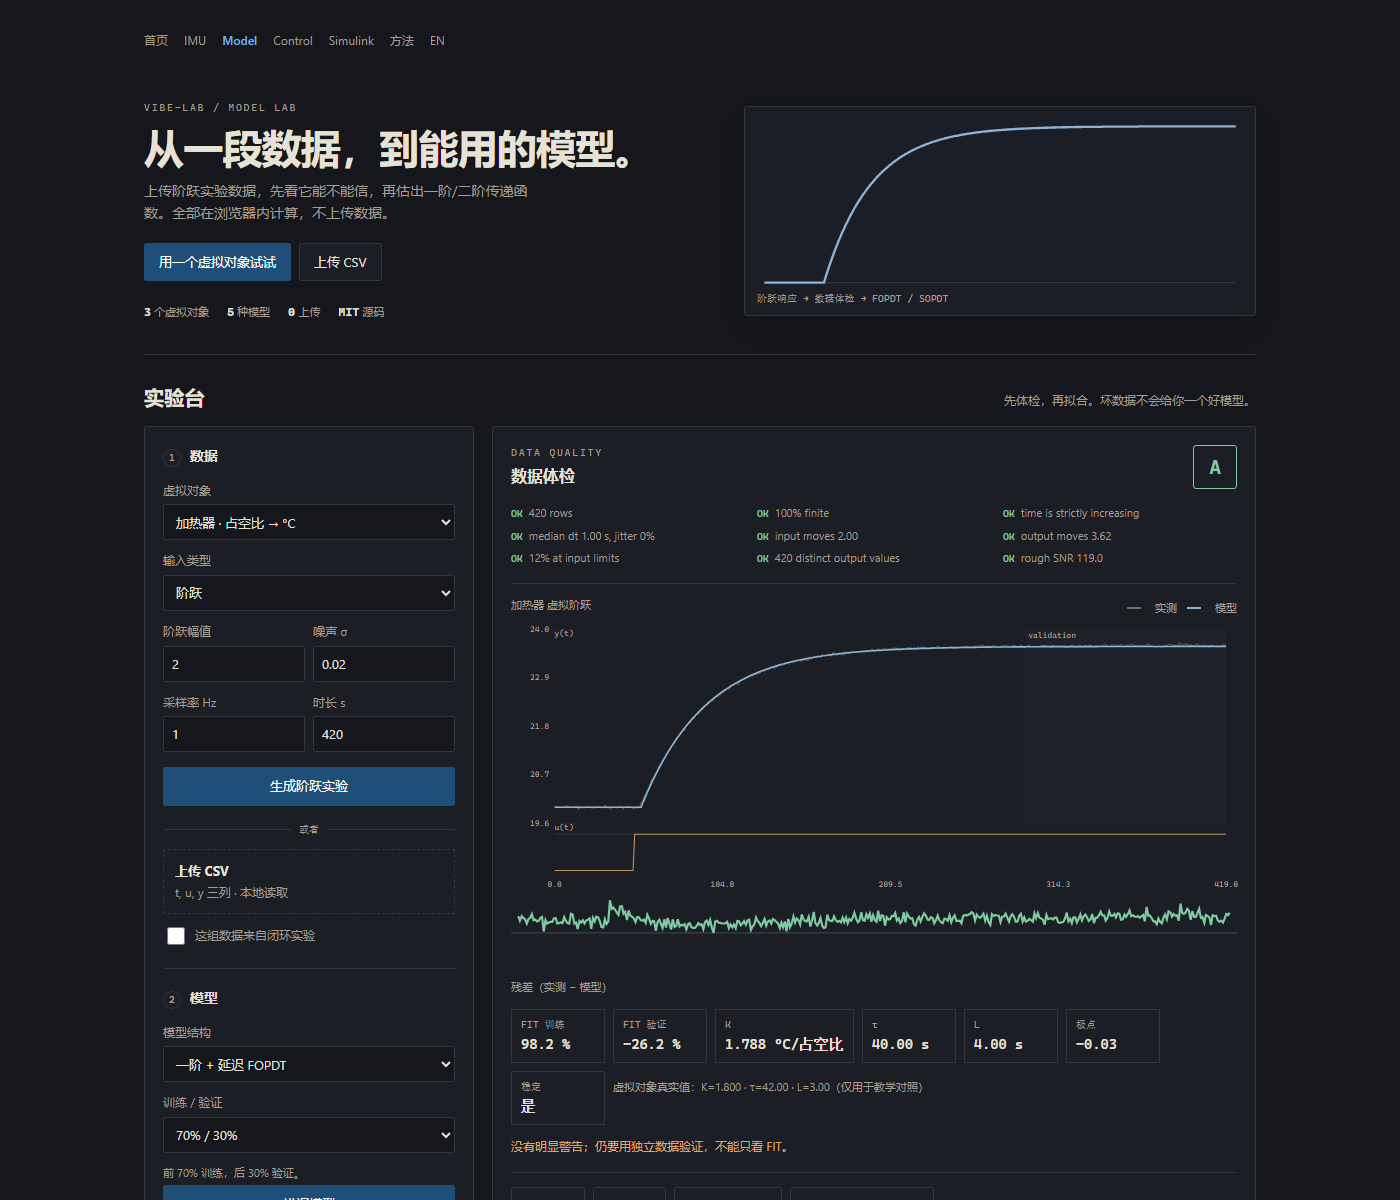 首页 IMU Model Control Simulink 方法 EN
VIBE-LAB / MODEL LAB
从一段数据，到能用的模型。
上传阶跃实验数据，先看它能不能信，再估出一阶/二阶传递函
数。全部在浏览器内计算，不上传数据。
用一个虚拟对象试试 上传 CSV
3 个虚拟对象 5 种模型 0 上传 MIT 源码
阶跃响应 → 数据体检 → FOPDT / SOPDT
实验台
先体检，再拟合。坏数据不会给你一个好模型。
1 数据
虚拟对象
加热器 · 占空比 → °C
输入类型
阶跃
阶跃幅值 噪声 σ
2 0.02
采样率 Hz 时长 s
1 420
生成阶跃实验
或者
上传 CSV
t, u, y 三列 · 本地读取
这组数据来自闭环实验
2 模型
模型结构
一阶 + 延迟 FOPDT
训练 / 验证
70% / 30%
前 70% 训练，后 30% 验证。
DATA QUALITY
数据体检
A
OK 420 rows OK 100% finite OK time is strictly increasing
OK median dt 1.00 s, jitter 0% OK input moves 2.00 OK output moves 3.62
OK 12% at input limits OK 420 distinct output values OK rough SNR 119.0
加热器 虚拟阶跃
实测 模型
24.0 y(t)
validation
22.9
21.8
20.7
19.6 u(t)
0.0 104.8 209.5 314.3 419.0
残差（实测 − 模型）
FIT 训练 FIT 验证 K τ L 极点
98.2 % −26.2 % 1.788 °C/占空比 40.00 s 4.00 s −0.03
稳定
是
虚拟对象真实值：K=1.800 · τ=42.00 · L=3.00（仅用于教学对照）
没有明显警告；仍要用独立数据验证，不能只看 FIT。